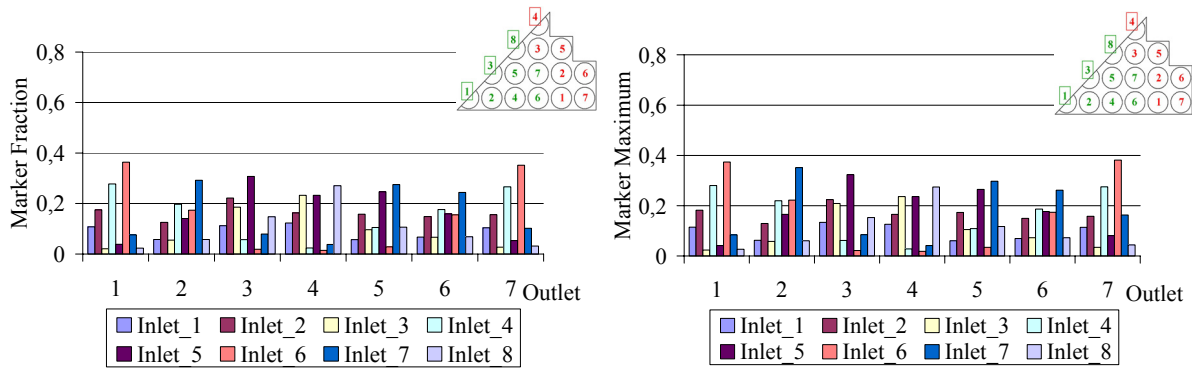 4
8 3 5
3 5 7 2 6
1 2 4 6 1 7
0,8
0,6
0,4
0,2
0
Marker Fraction
1 2 3 4 5 6 7 Outlet
Inlet_1 Inlet_2 Inlet_3 Inlet_4
Inlet_5 Inlet_6 Inlet_7 Inlet_8
4
8 3 5
3 5 7 2 6
1 2 4 6 1 7
0,8
0,6
0,4
0,2
0
Marker Maximum
1 2 3 4 5 6 7 Outlet
Inlet_1 Inlet_2 Inlet_3 Inlet_4
Inlet_5 Inlet_6 Inlet_7 Inlet_8